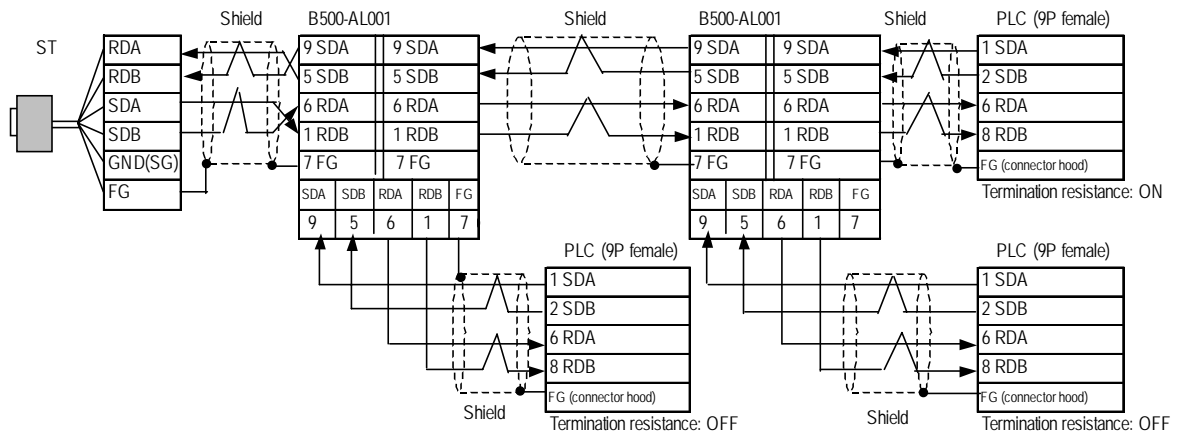 Shield B500-AL001 Shield B500-AL001 Shield PLC (9P female)
ST RDA 9 SDA 9 SDA 9 SDA 9 SDA 1 SDA
RDB 5 SDB 5 SDB 5 SDB 5 SDB 2 SDB
SDA 6 RDA 6 RDA 6 RDA 6 RDA 6 RDA
SDB 1 RDB 1 RDB 1 RDB 1 RDB 8 RDB
GND(SG) 7 FG 7 FG 7 FG 7 FG FG (connector hood)
FG SDA SDB RDA RDB FG SDA SDB RDA RDB FG Termination resistance: ON
9 5 6 1 7 9 5 6 1 7
PLC (9P female) PLC (9P female)
1 SDA 1 SDA
2 SDB 2 SDB
6 RDA 6 RDA
8 RDB 8 RDB
FG (connector hood) FG (connector hood)
Shield Termination resistance: OFF Shield Termination resistance: OFF